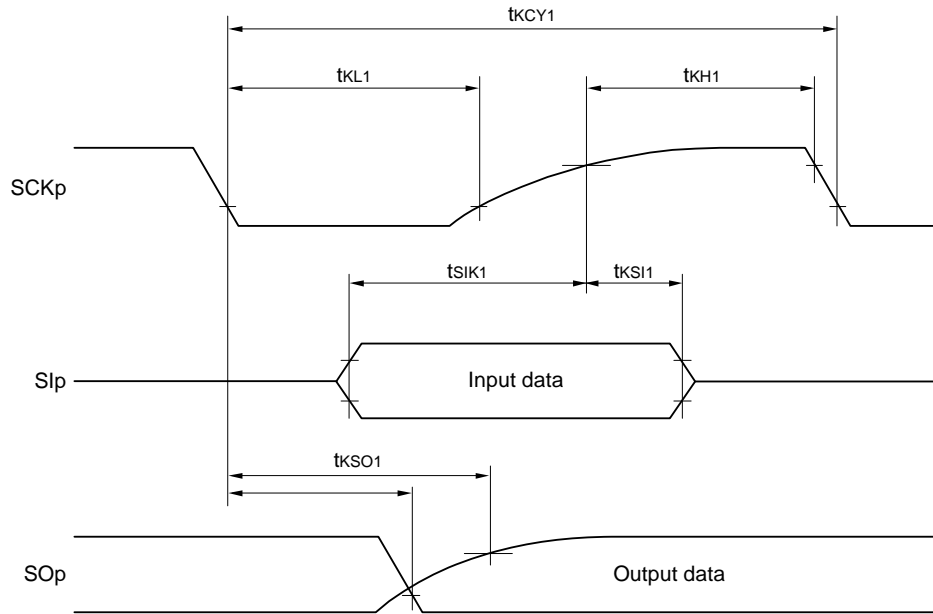 tKCY1
tKL1
tKH1
SCKp
tSIK1
tKSI1
SIp
Input data
tKSO1
SOp
Output data